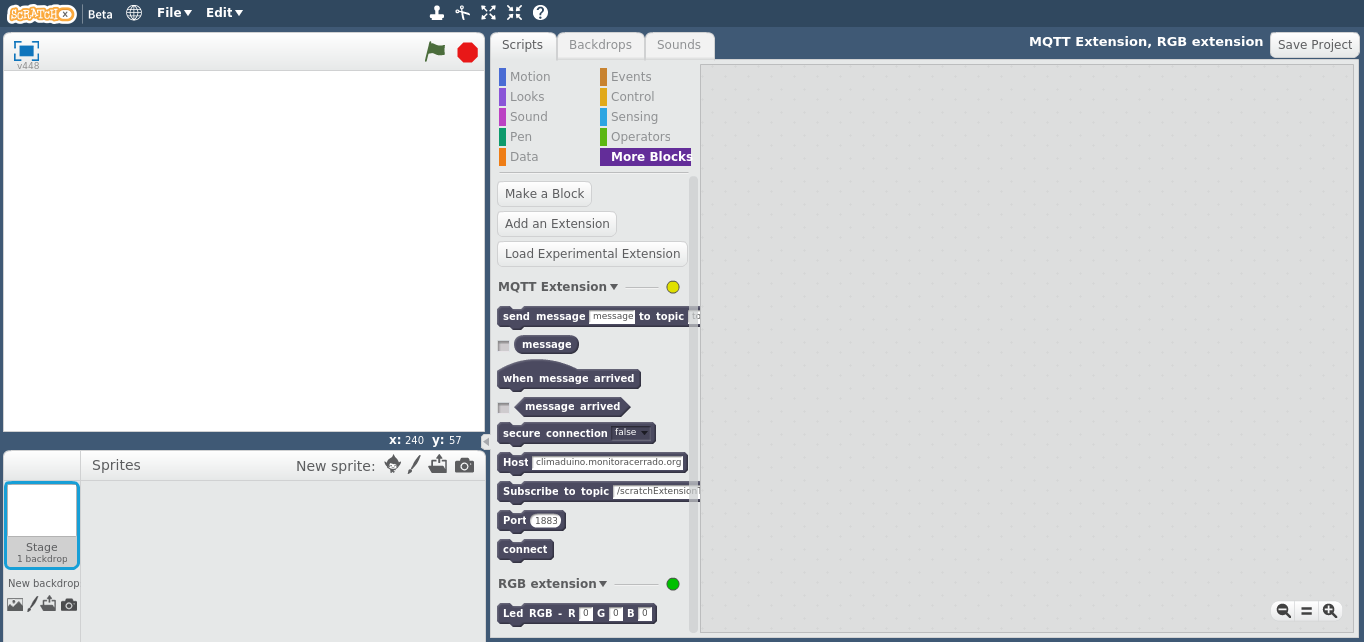 SCRATCHX Beta File Edit
v448
Scripts Backdrops Sounds
MQTT Extension, RGB extension Save Project
Motion Events
Looks Control
Sound Sensing
Pen Operators
Data More Blocks
Make a Block
Add an Extension
Load Experimental Extension
MQTT Extension
send message message to topic to
message
when message arrived
message arrived
secure connection false
Host climaduino.monitoracerrado.org
Subscribe to topic /scratchExtension
Port 1883
connect
RGB extension
Led RGB - R 0 G 0 B 0
x: 240 y: 57
Sprites New sprite:
Stage
1 backdrop
New backdrop